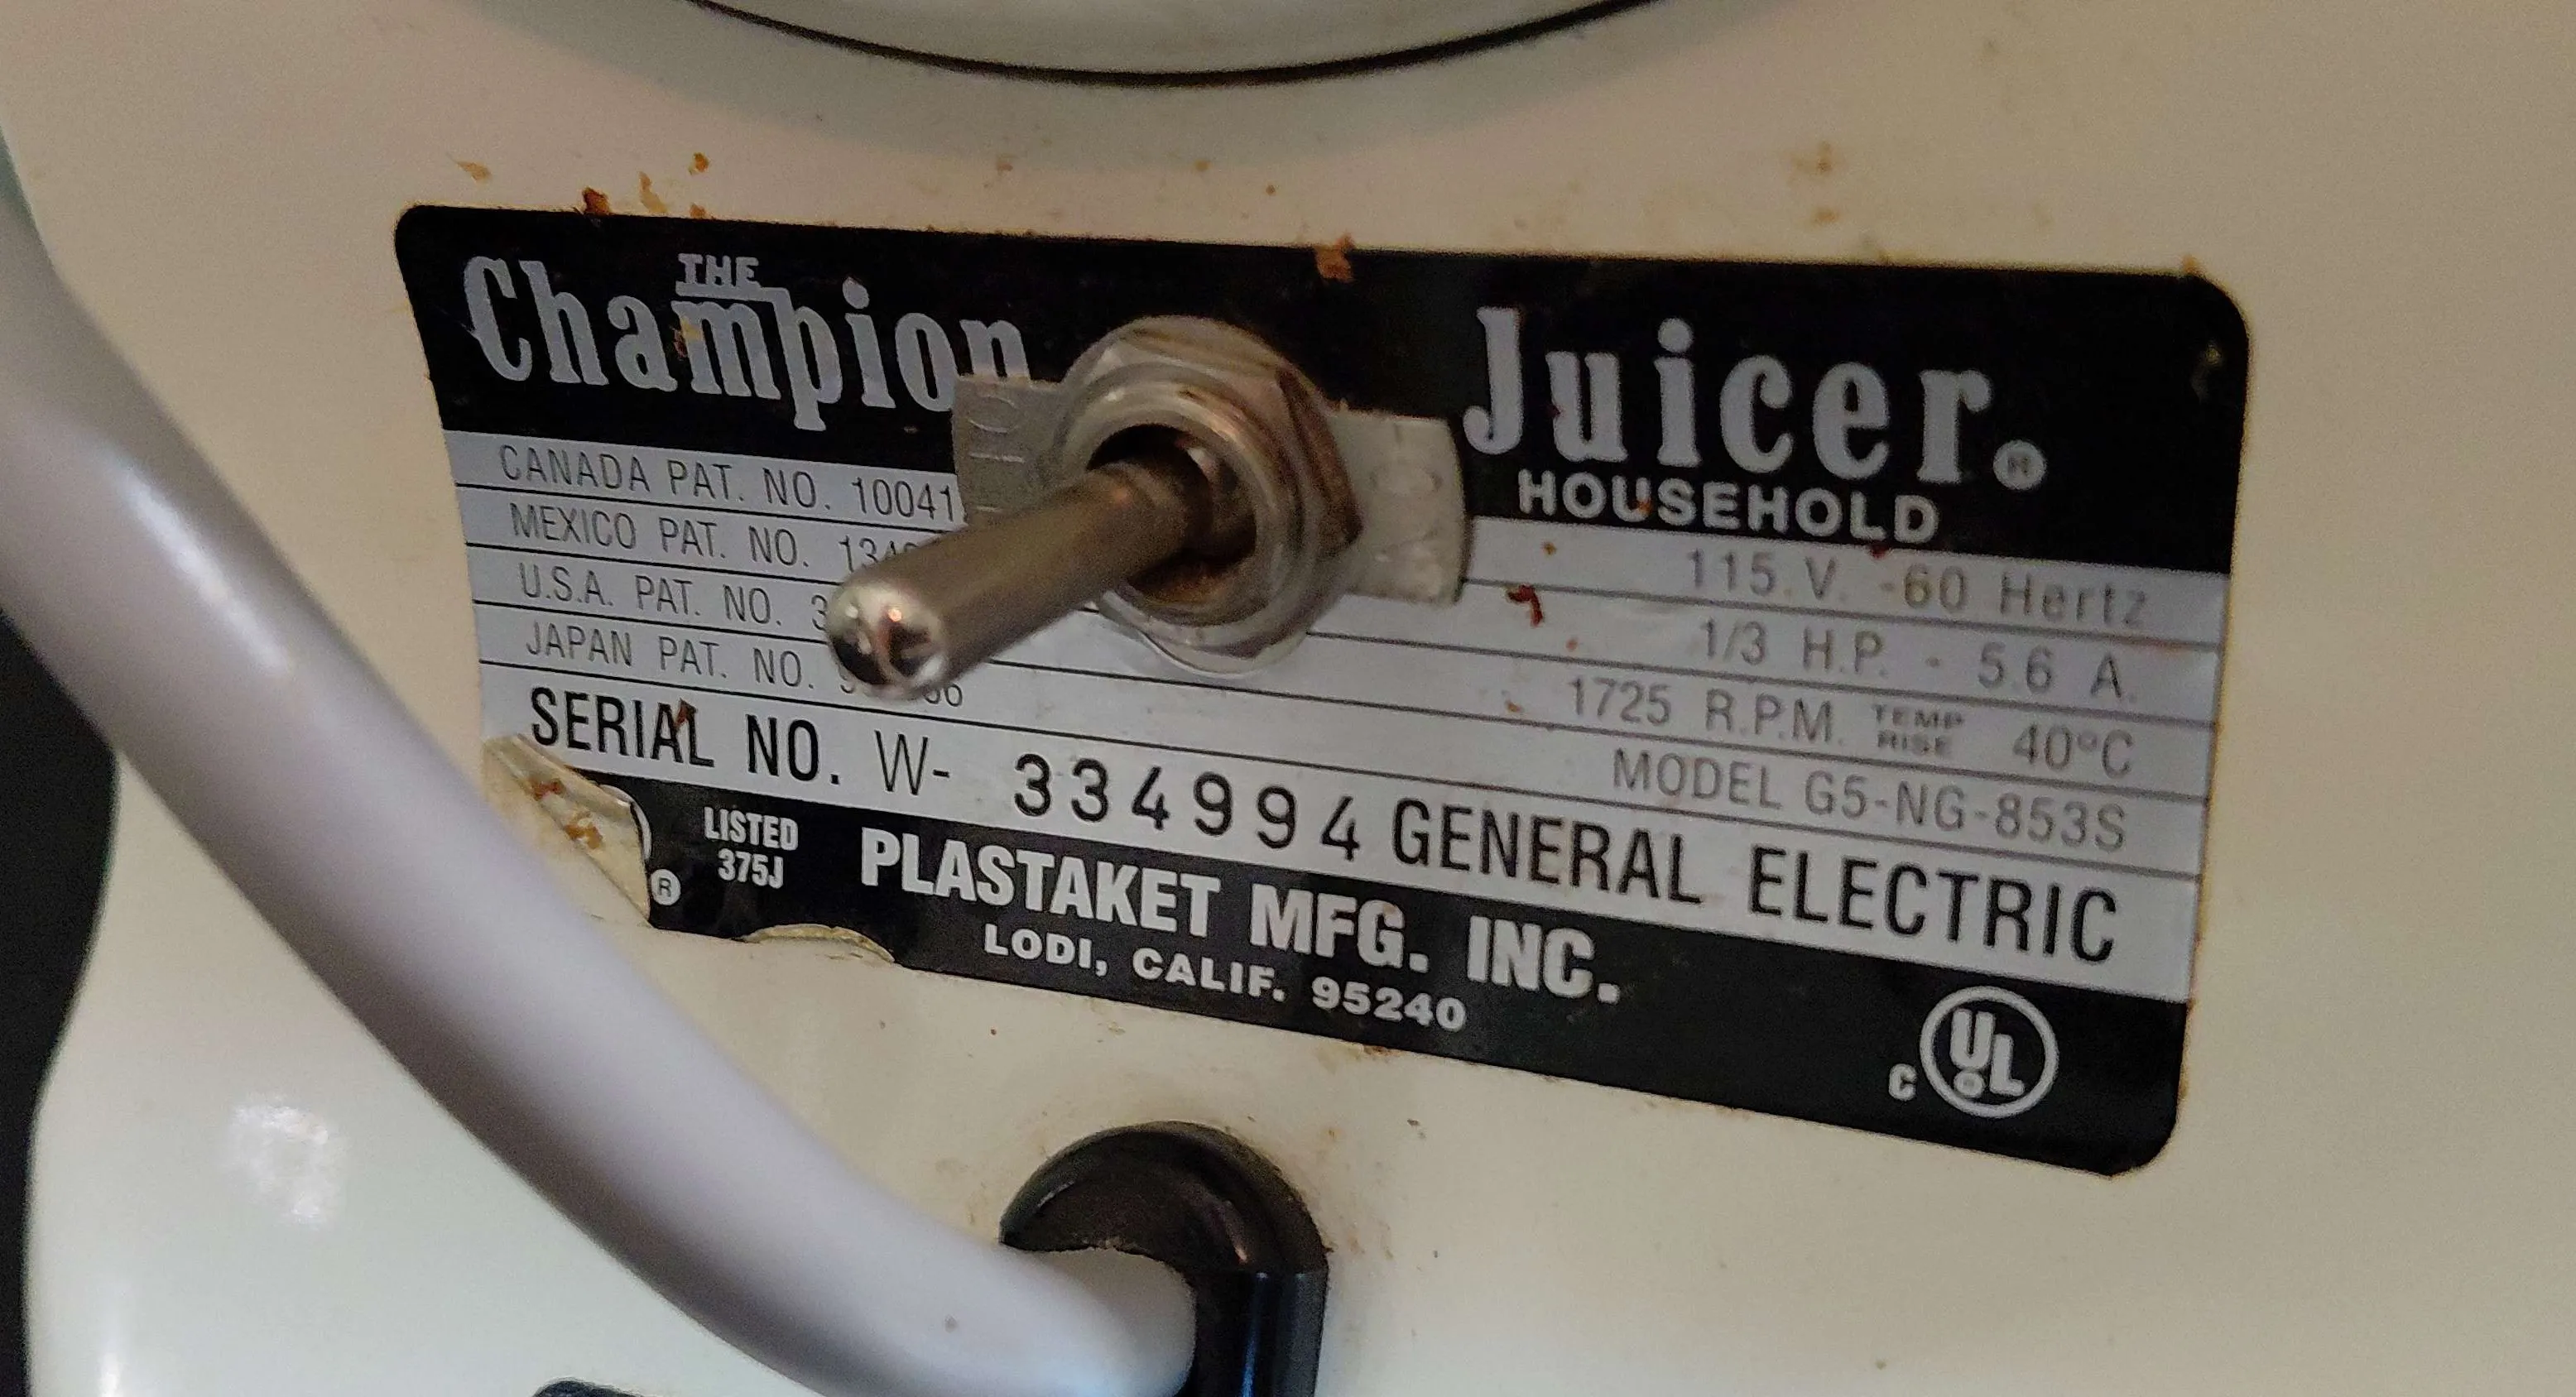 THE
Champion Juicer®
HOUSEHOLD
CANADA PAT. NO. 10041
MEXICO PAT. NO.
U.S.A. PAT. NO.
JAPAN PAT. NO.
115 V. -60 Hertz
1/3 H.P. - 5.6 A.
1725 R.P.M. TEMP RISE 40°C
MODEL G5-NG-853S
SERIAL NO. W- 334994 GENERAL ELECTRIC
® LISTED
375J
PLASTAKET MFG. INC.
LODI, CALIF. 95240
C UL